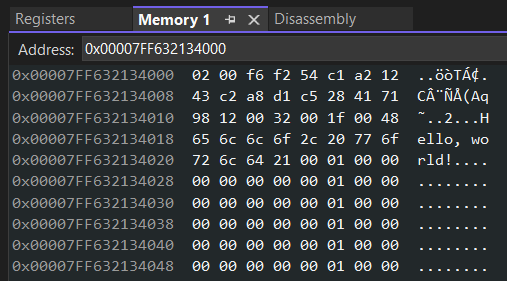 Registers Memory 1 Disassembly
Address: 0x00007FF632134000
0x00007FF632134000 02 00 f6 f2 54 c1 a2 12 ..öòTÁ¢.
0x00007FF632134008 43 c2 a8 d1 c5 28 41 71 CÂ¨ÑÅ(Aq
0x00007FF632134010 98 12 00 32 00 1f 00 48 ˜..2...H
0x00007FF632134018 65 6c 6c 6f 2c 20 77 6f ello, wo
0x00007FF632134020 72 6c 64 21 00 01 00 00 rld!....
0x00007FF632134028 00 00 00 00 00 01 00 00 ........
0x00007FF632134030 00 00 00 00 00 01 00 00 ........
0x00007FF632134038 00 00 00 00 00 01 00 00 ........
0x00007FF632134040 00 00 00 00 00 01 00 00 ........
0x00007FF632134048 00 00 00 00 00 01 00 00 ........